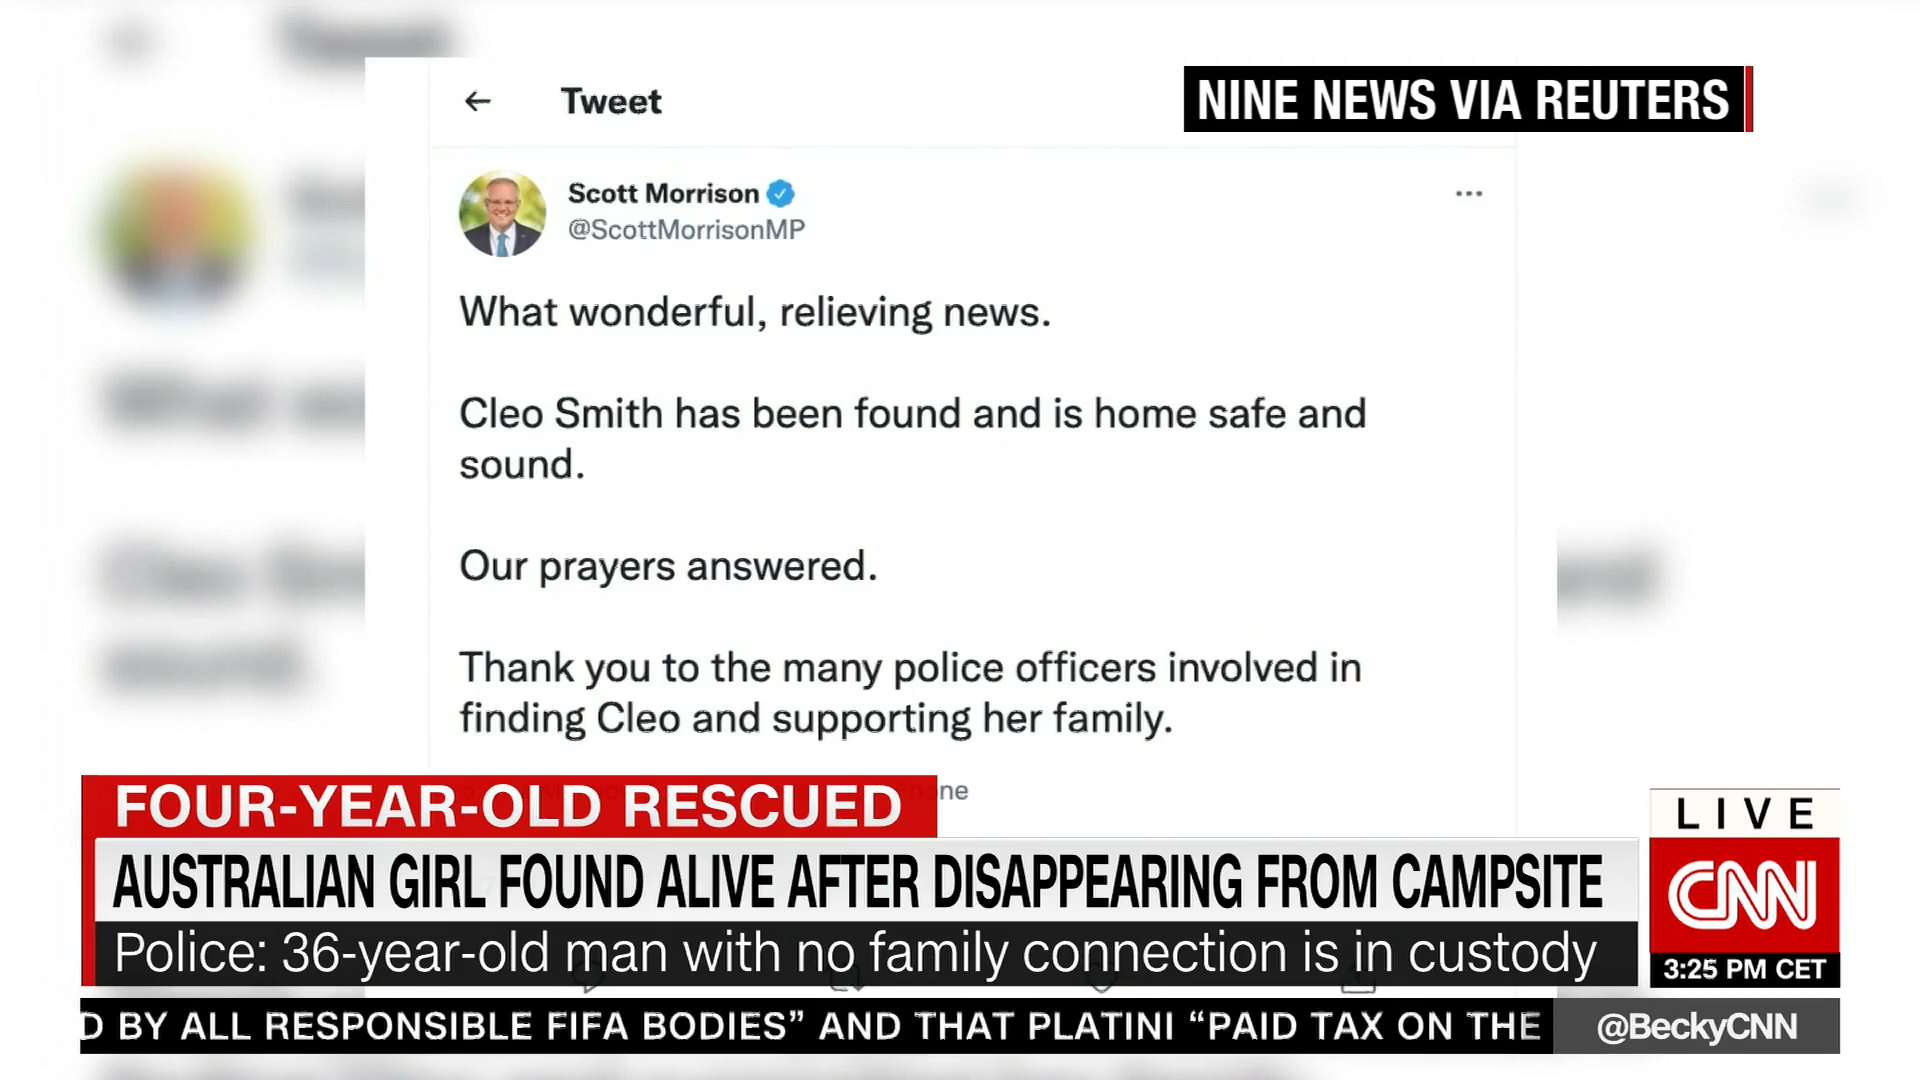 Tweet
NINE NEWS VIA REUTERS
Scott Morrison
@ScottMorrisonMP
What wonderful, relieving news.
Cleo Smith has been found and is home safe and
sound.
Our prayers answered.
Thank you to the many police officers involved in
finding Cleo and supporting her family.
FOUR-YEAR-OLD RESCUED
AUSTRALIAN GIRL FOUND ALIVE AFTER DISAPPEARING FROM CAMPSITE
Police: 36-year-old man with no family connection is in custody
LIVE
CNN
3:25 PM CET
D BY ALL RESPONSIBLE FIFA BODIES” AND THAT PLATINI “PAID TAX ON THE
@BeckyCNN